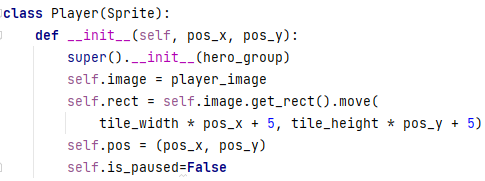 class Player(Sprite):
    def __init__(self, pos_x, pos_y):
        super().__init__(hero_group)
        self.image = player_image
        self.rect = self.image.get_rect().move(
            tile_width * pos_x + 5, tile_height * pos_y + 5)
        self.pos = (pos_x, pos_y)
        self.is_paused=False